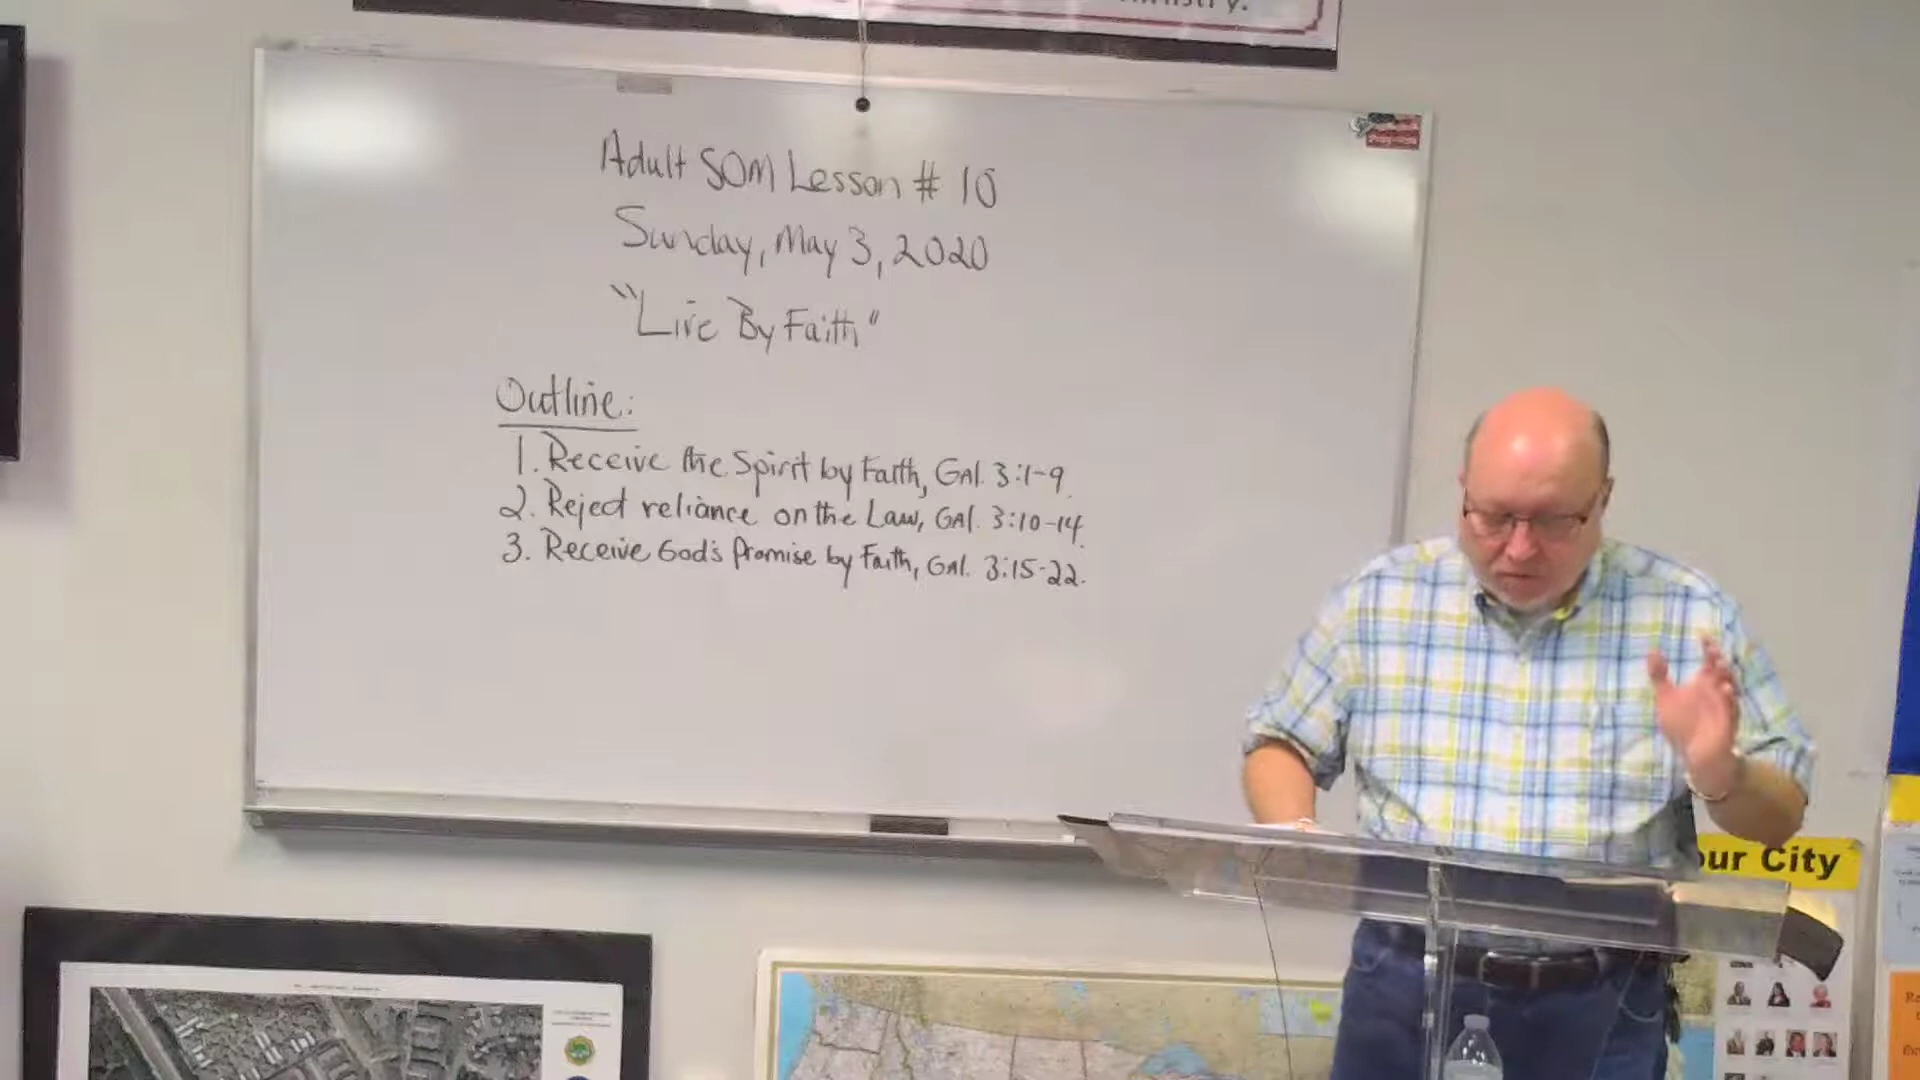 Adult SOM Lesson # 10
Sunday, May 3, 2020
"Live By Faith"
Outline:
1. Receive the Spirit by Faith, GAl. 3:1-9.
2. Reject reliance on the Law, GAl. 3:10-14.
3. Receive God's Promise by Faith, GAl. 3:15-22.
our City